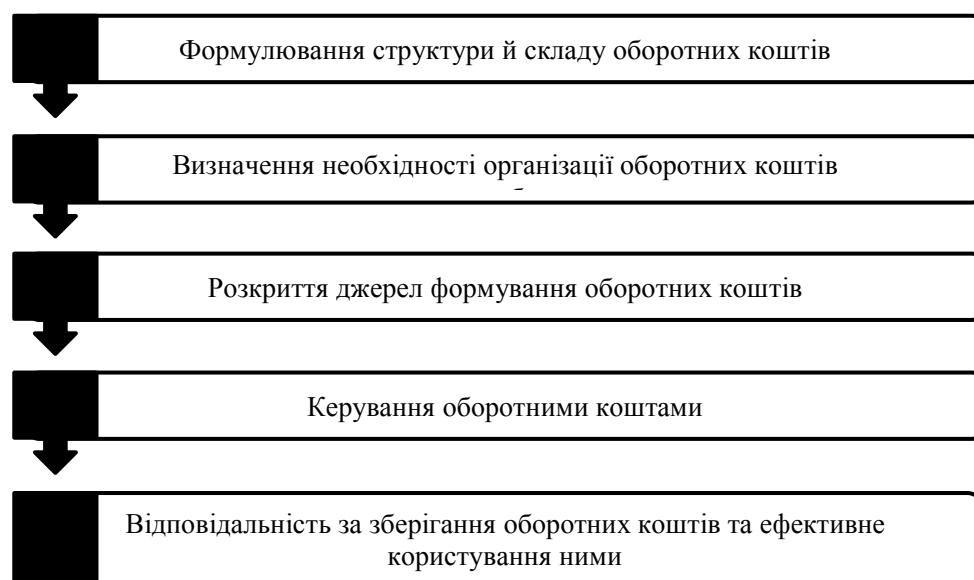 Формулювання структури й складу оборотних коштів
Визначення необхідності організації оборотних коштів
Розкриття джерел формування оборотних коштів
Керування оборотними коштами
Відповідальність за зберігання оборотних коштів та ефективне
користування ними